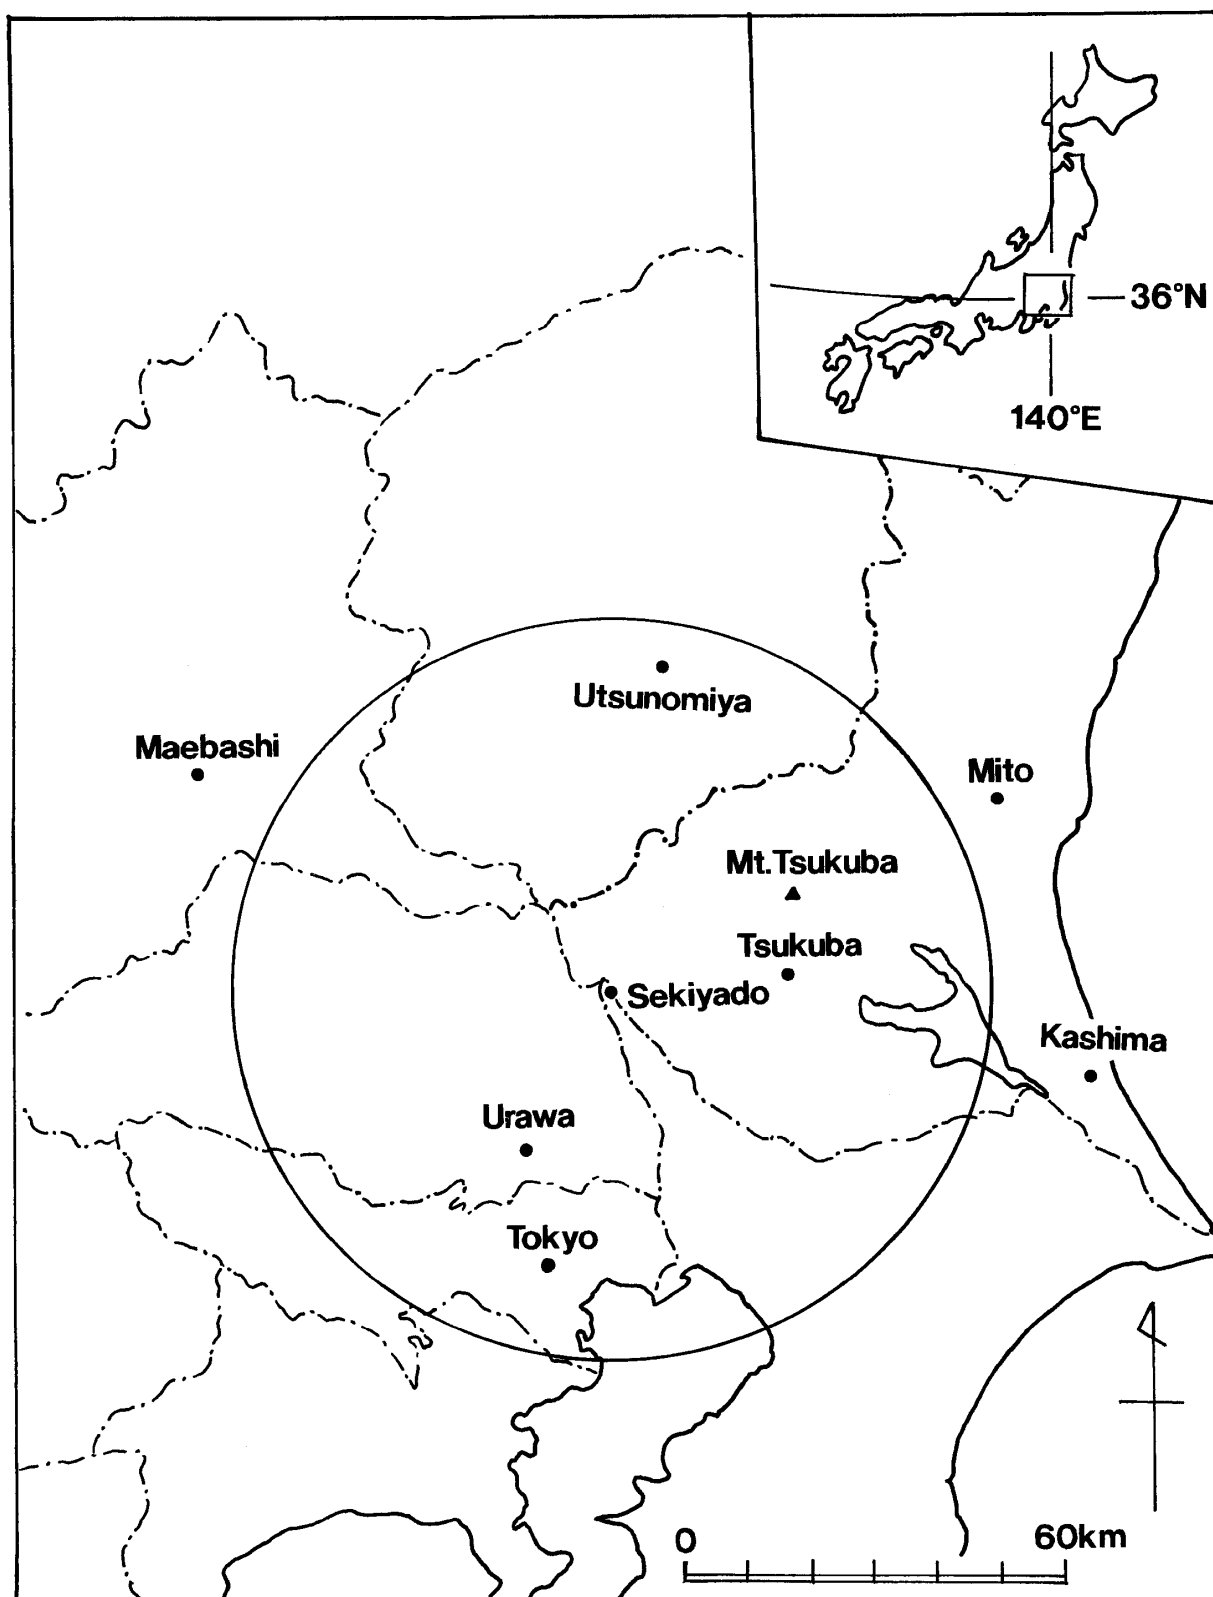 36°N
140°E
Utsunomiya
Maebashi
Mito
Mt.Tsukuba
Tsukuba
Sekiyado
Kashima
Urawa
Tokyo
0
60km